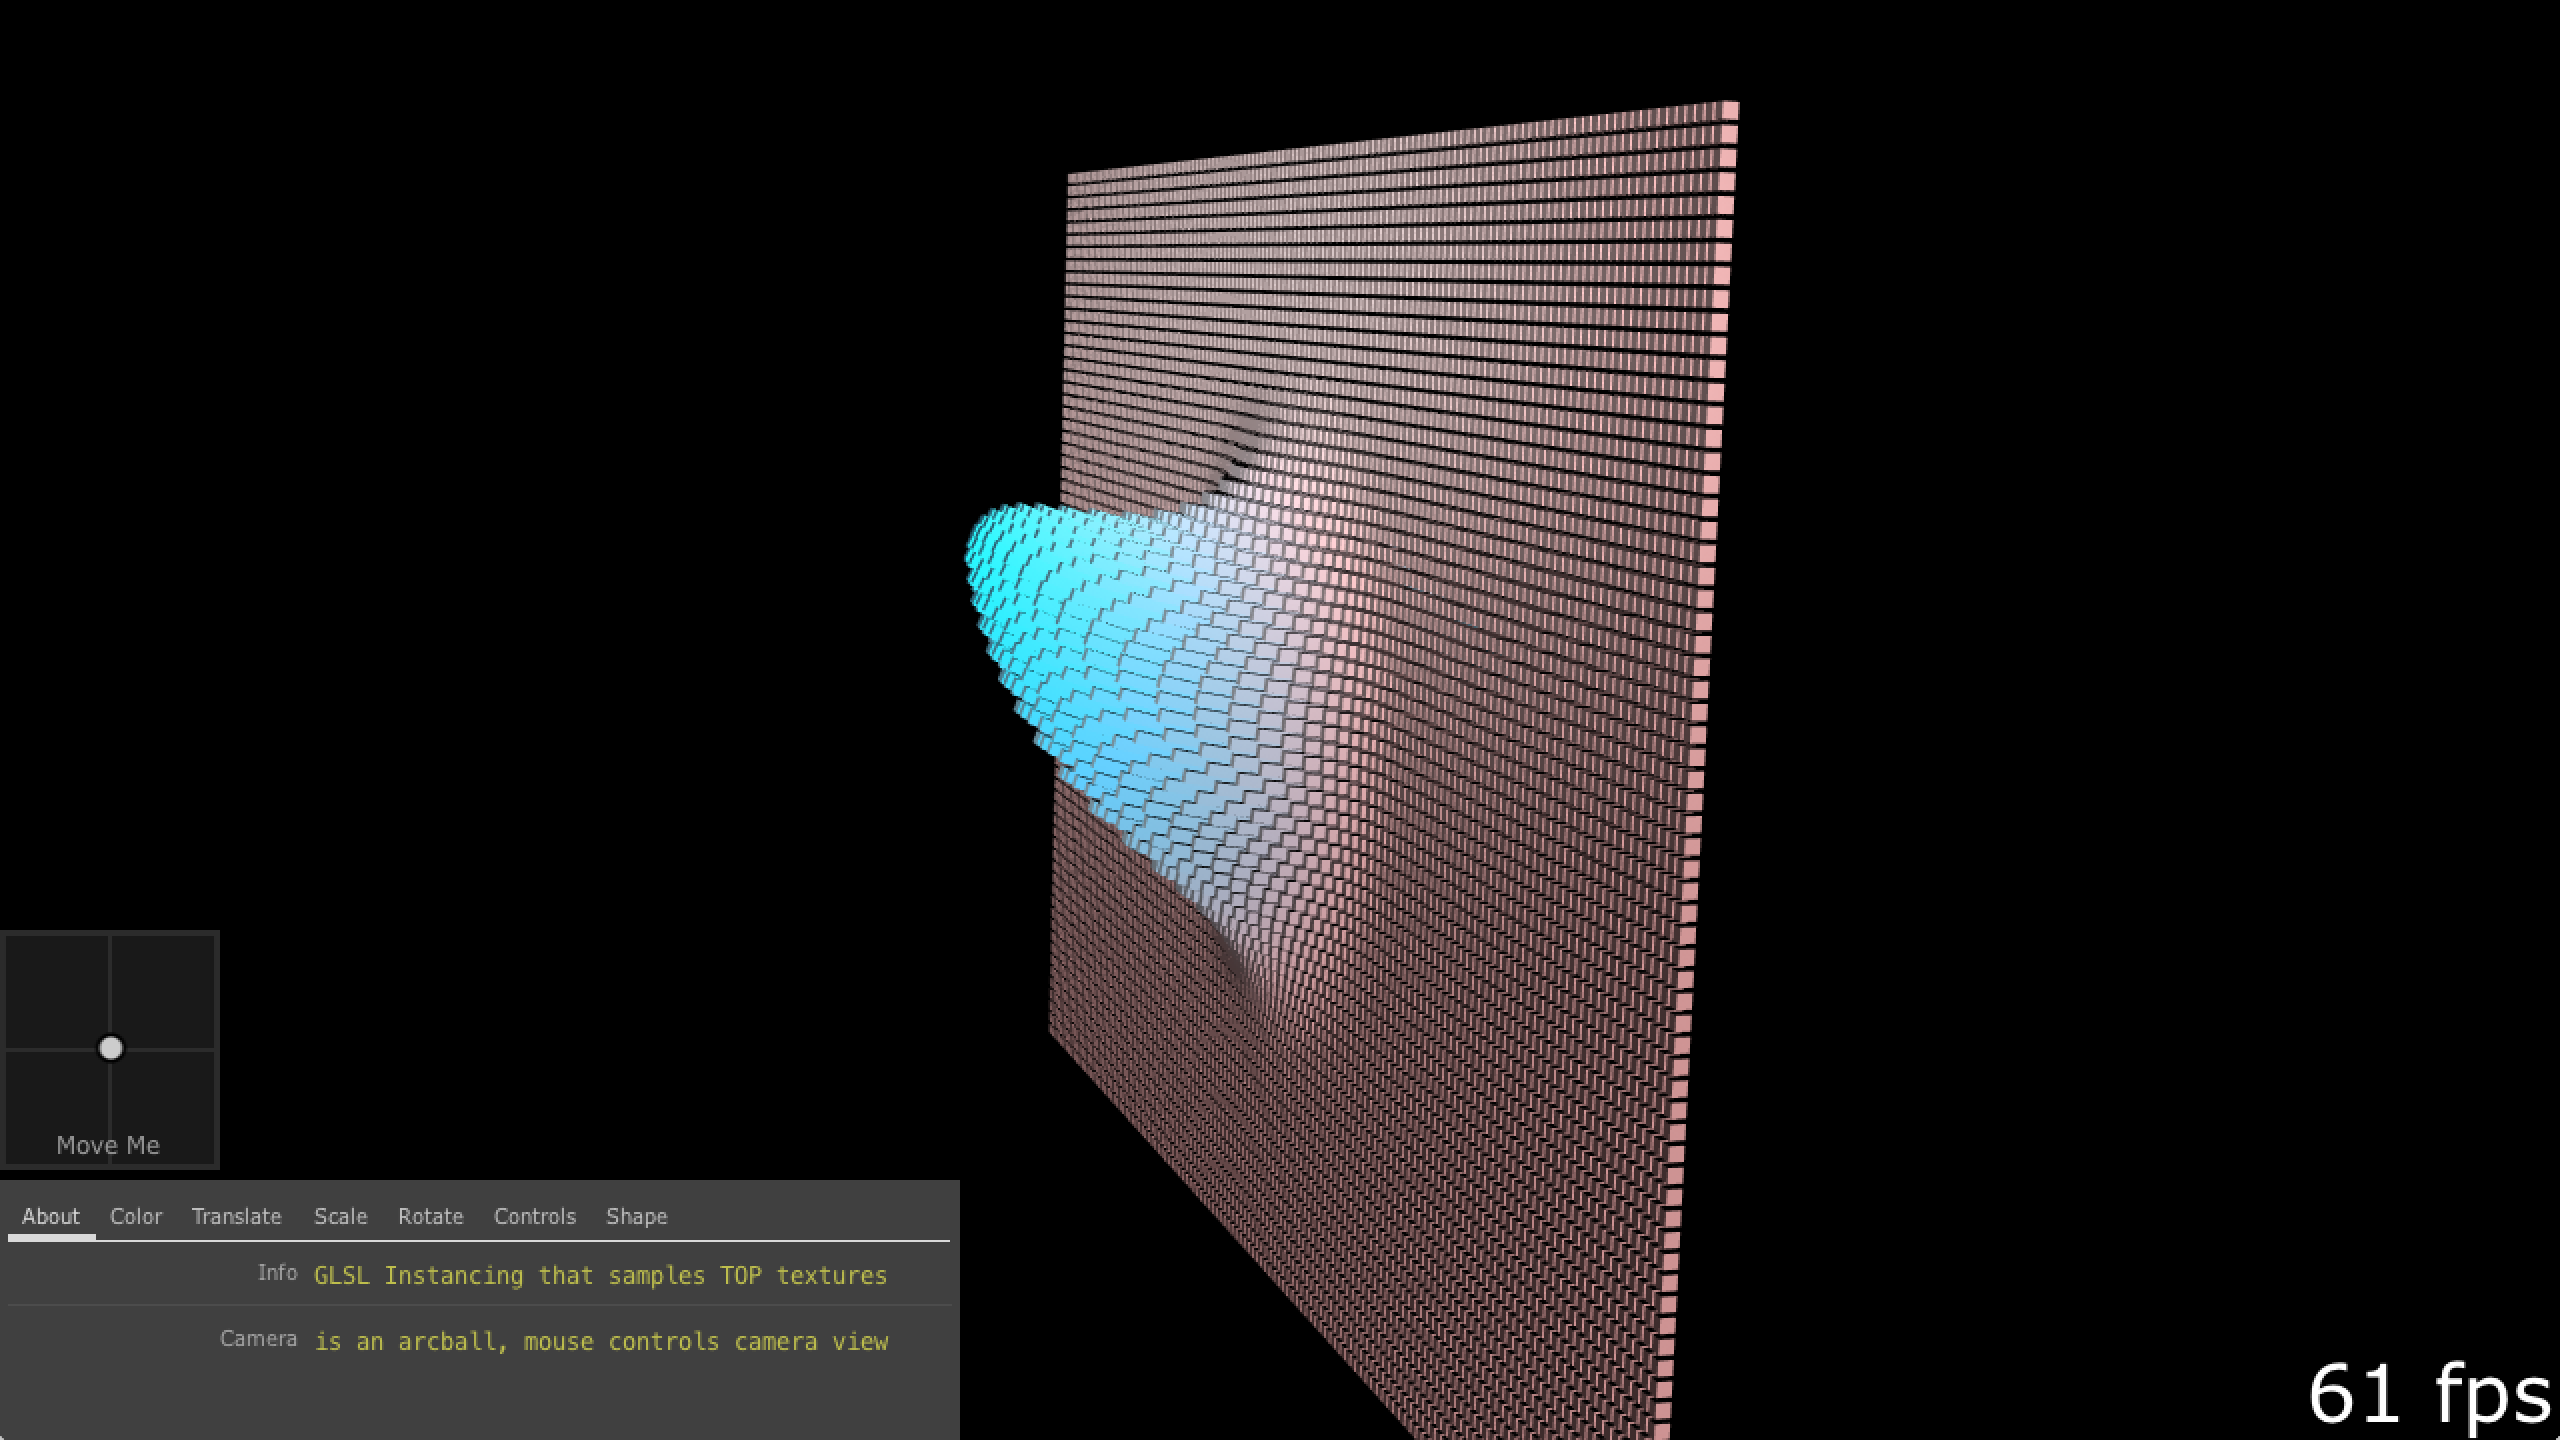 Move Me
About Color Translate Scale Rotate Controls Shape
Info GLSL Instancing that samples TOP textures
Camera is an arcball, mouse controls camera view
61 fps